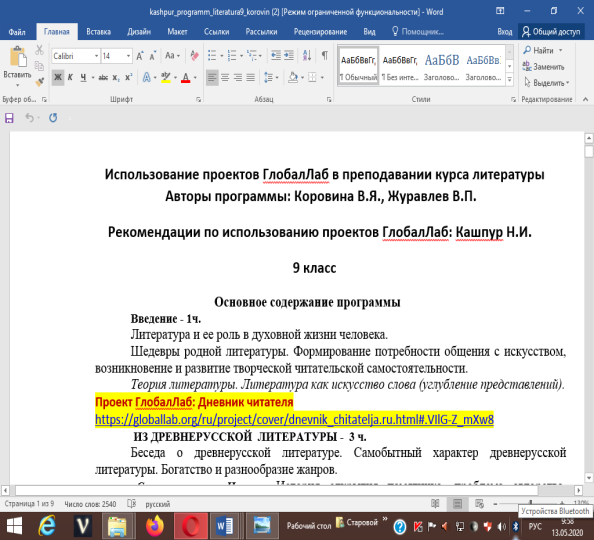 kashpur_programm_literatura9_korovin (2) [Режим ограниченной функциональности] - Word
Файл Главная Вставка Дизайн Макет Ссылки Рассылки Рецензирование Вид Помощник... Вход Общий доступ
Вставить
Calibri 14
Ж К Ч abc x₂ x²
АаБбВвГг, АаБбВвГг, АаБбВ АаБбВв.
¶ Обычный ¶ Без инте... Заголово... Заголово...
Найти
Заменить
Выделить
Буфер об... Шрифт Абзац Стили Редактирование
Использование проектов ГлобалЛаб в преподавании курса литературы
Авторы программы: Коровина В.Я., Журавлев В.П.
Рекомендации по использованию проектов ГлобалЛаб: Кашпур Н.И.
9 класс
Основное содержание программы
Введение - 1ч.
Литература и ее роль в духовной жизни человека.
Шедевры родной литературы. Формирование потребности общения с искусством,
возникновение и развитие творческой читательской самостоятельности.
Теория литературы. Литература как искусство слова (углубление представлений).
Проект ГлобалЛаб: Дневник читателя
https://globallab.org/ru/project/cover/dnevnik_chitatelja.ru.html#.VIlG-Z_mXw8
ИЗ ДРЕВНЕРУССКОЙ ЛИТЕРАТУРЫ - 3 ч.
Беседа о древнерусской литературе. Самобытный характер древнерусской
литературы. Богатство и разнообразие жанров.
Страница 1 из 9 Число слов: 2540 русский
Устройства Bluetooth
Рабочий стол Старовой РУС 9:58
13.05.2020